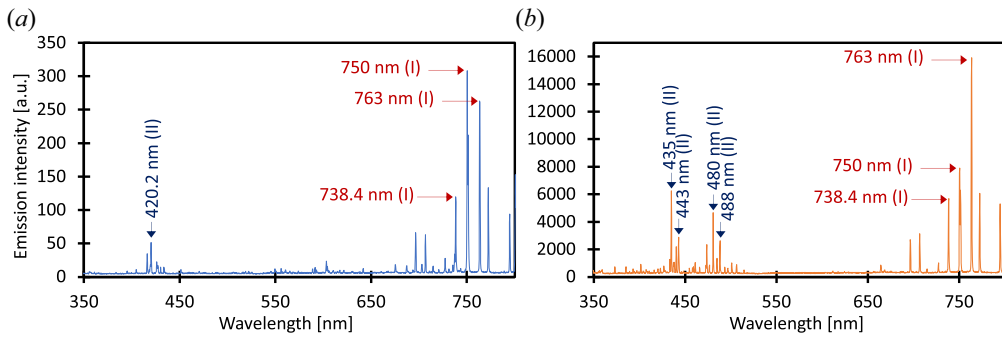 (a)
Emission intensity [a.u.]
350
300
250
200
150
100
50
0
420.2 nm (II)
750 nm (I)
763 nm (I)
738.4 nm (I)
350
450
550
650
750
Wavelength [nm]
(b)
16000
14000
12000
10000
8000
6000
4000
2000
0
435 nm (II)
443 nm (II)
480 nm (II)
488 nm (II)
763 nm (I)
750 nm (I)
738.4 nm (I)
350
450
550
650
750
Wavelength [nm]